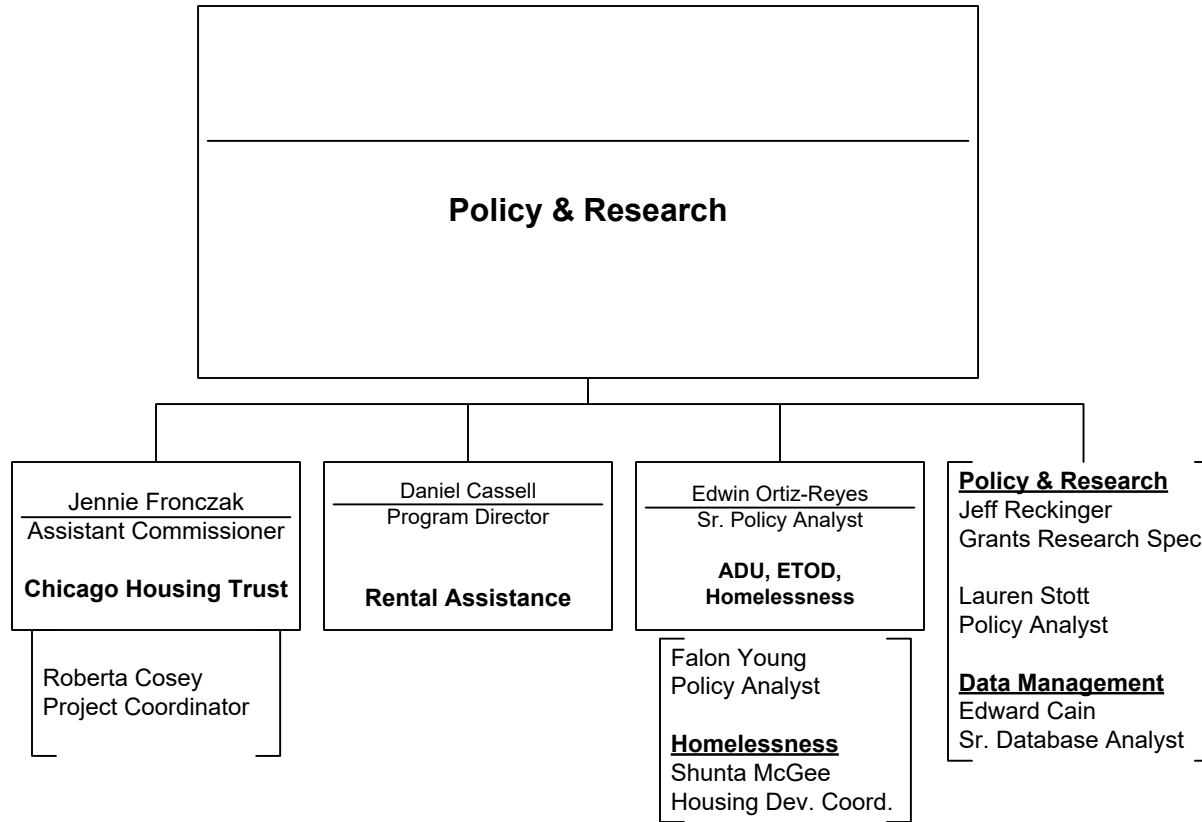 Policy & Research
Jennie Fronczak
Assistant Commissioner
Chicago Housing Trust
Roberta Cosey
Project Coordinator
Daniel Cassell
Program Director
Rental Assistance
Edwin Ortiz-Reyes
Sr. Policy Analyst
ADU, ETOD,
Homelessness
Falon Young
Policy Analyst
Homelessness
Shunta McGee
Housing Dev. Coord.
Policy & Research
Jeff Reckinger
Grants Research Spec
Lauren Stott
Policy Analyst
Data Management
Edward Cain
Sr. Database Analyst